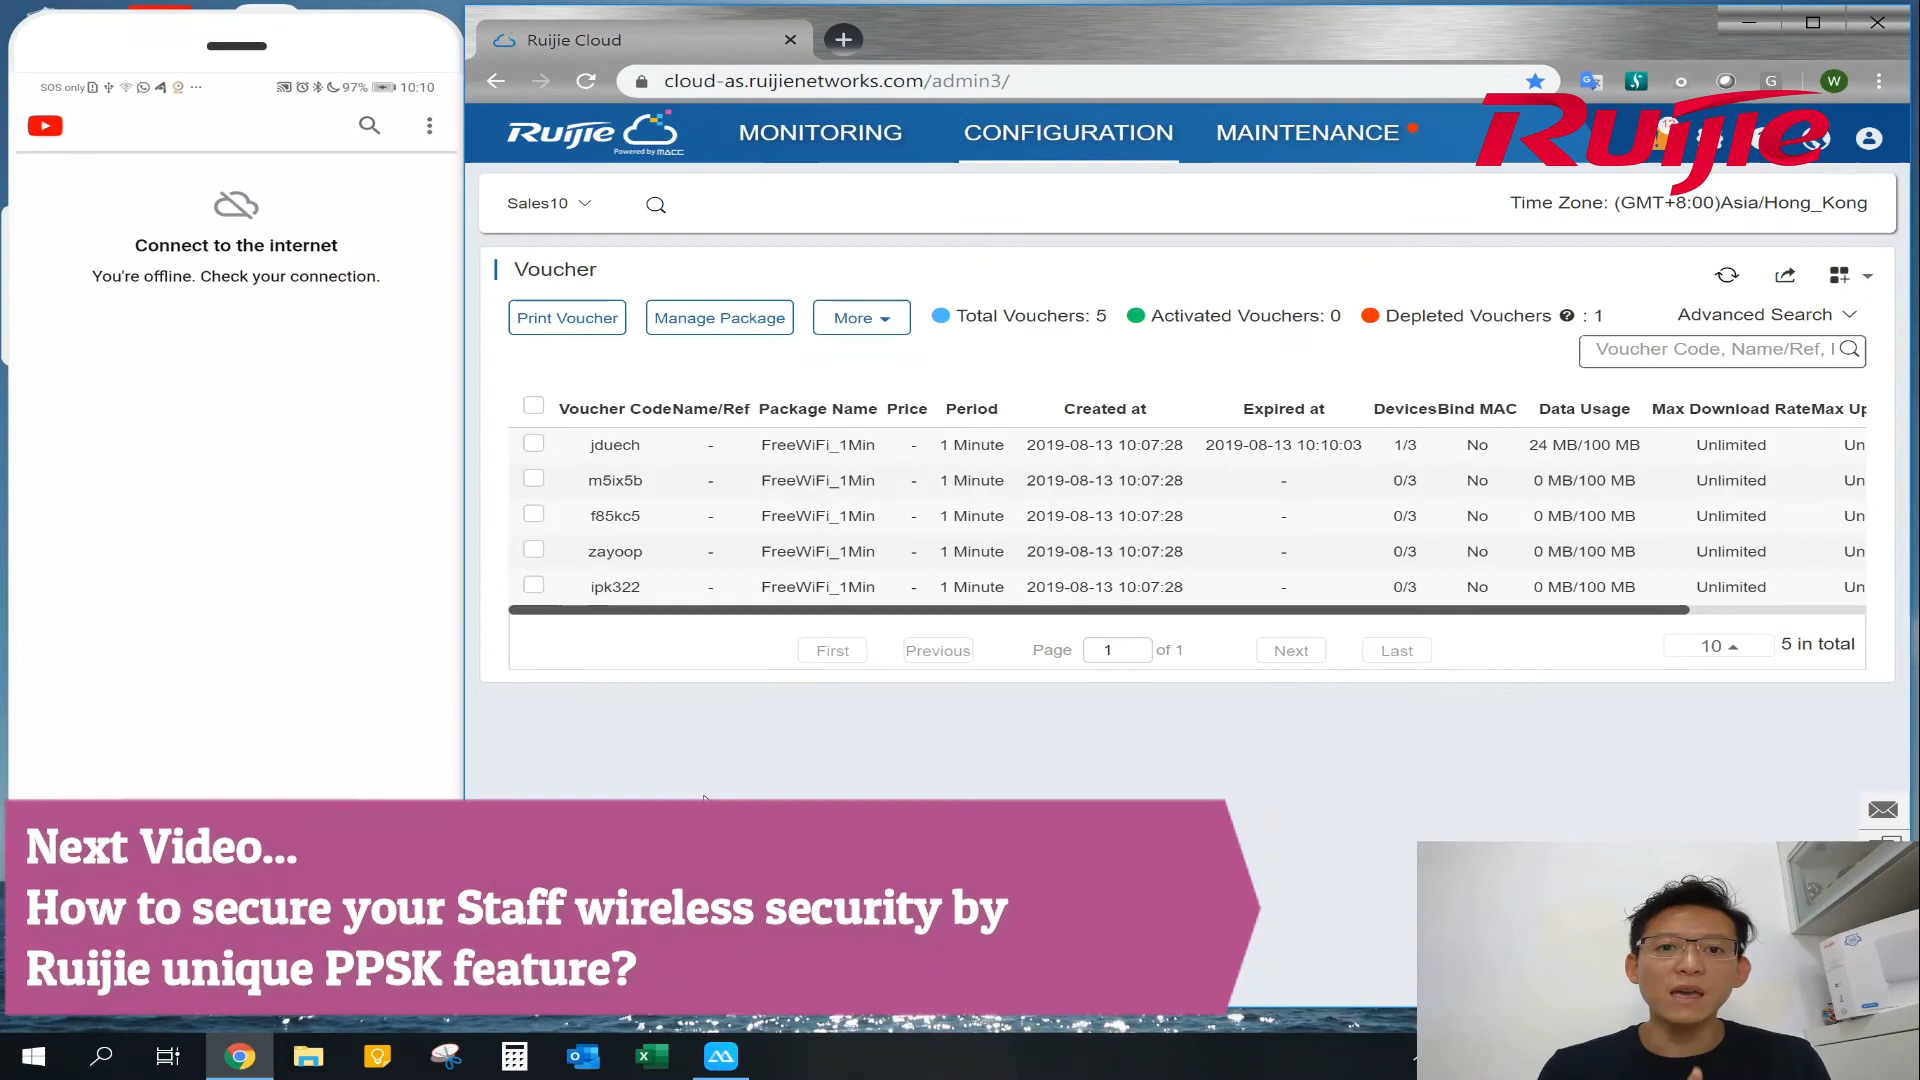 SOS only
97% 10:10
Connect to the internet
You're offline. Check your connection.
Ruijie Cloud
cloud-as.ruijienetworks.com/admin3/
G
W
Ruijie
Powered by MACC
MONITORING
CONFIGURATION
MAINTENANCE
Ruijie
Sales10
Time Zone: (GMT+8:00)Asia/Hong_Kong
Voucher
Print Voucher
Manage Package
More
Total Vouchers: 5
Activated Vouchers: 0
Depleted Vouchers ? : 1
Advanced Search
Voucher Code, Name/Ref, I
Voucher Code Name/Ref Package Name Price Period Created at Expired at Devices Bind MAC Data Usage Max Download Rate Max Up
jduech - FreeWiFi_1Min - 1 Minute 2019-08-13 10:07:28 2019-08-13 10:10:03 1/3 No 24 MB/100 MB Unlimited Un
m5ix5b - FreeWiFi_1Min - 1 Minute 2019-08-13 10:07:28 - 0/3 No 0 MB/100 MB Unlimited Un
f85kc5 - FreeWiFi_1Min - 1 Minute 2019-08-13 10:07:28 - 0/3 No 0 MB/100 MB Unlimited Un
zayoop - FreeWiFi_1Min - 1 Minute 2019-08-13 10:07:28 - 0/3 No 0 MB/100 MB Unlimited Un
ipk322 - FreeWiFi_1Min - 1 Minute 2019-08-13 10:07:28 - 0/3 No 0 MB/100 MB Unlimited Un
First Previous Page 1 of 1 Next Last 10 5 in total
Next Video...
How to secure your Staff wireless security by
Ruijie unique PPSK feature?